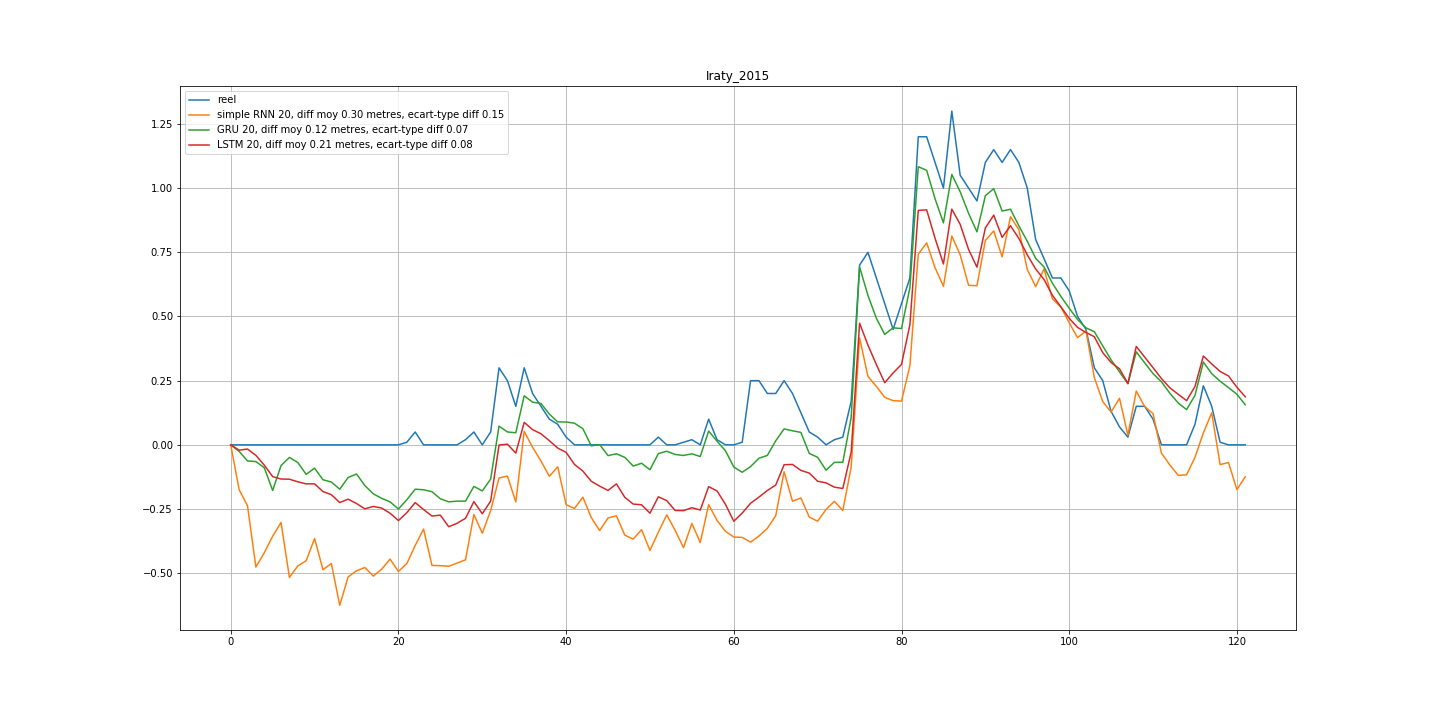 Iraty_2015
reel
simple RNN 20, diff moy 0.30 metres, ecart-type diff 0.15
GRU 20, diff moy 0.12 metres, ecart-type diff 0.07
LSTM 20, diff moy 0.21 metres, ecart-type diff 0.08
1.25
1.00
0.75
0.50
0.25
0.00
−0.25
−0.50
0 20 40 60 80 100 120